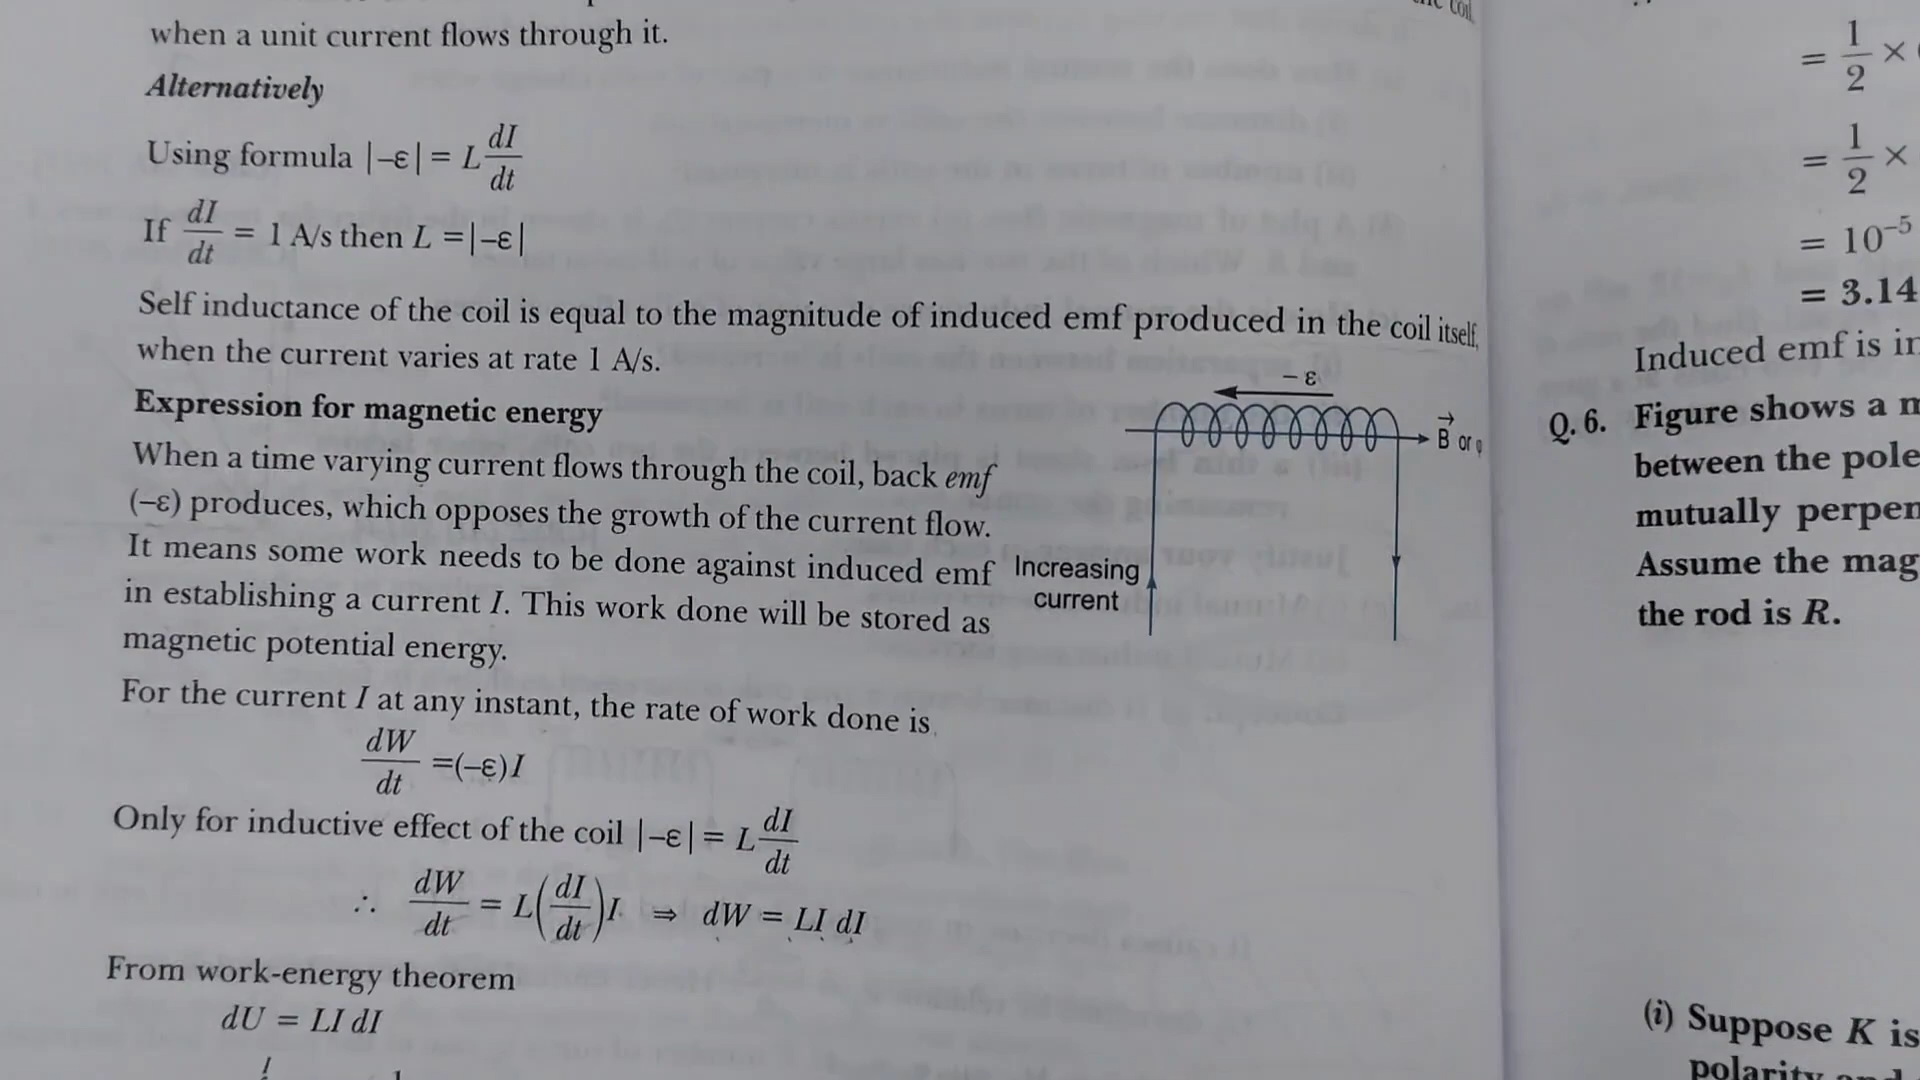 when a unit current flows through it.
Alternatively
Using formula |–ε| = L dI/dt
If dI/dt = 1 A/s then L = |–ε|
Self inductance of the coil is equal to the magnitude of induced emf produced in the coil itself,
when the current varies at rate 1 A/s.
Expression for magnetic energy
When a time varying current flows through the coil, back emf
(–ε) produces, which opposes the growth of the current flow.
It means some work needs to be done against induced emf
in establishing a current I. This work done will be stored as
magnetic potential energy.
– ε
B or
Increasing
current
For the current I at any instant, the rate of work done is
dW/dt =(–ε)I
Only for inductive effect of the coil |–ε| = L dI/dt
∴ dW/dt = L(dI/dt)I ⇒ dW = LI dI
From work-energy theorem
dU = LI dI
coil
= 1/2 ×
= 1/2 ×
= 10⁻⁵
= 3.14
Induced emf is
Q. 6. Figure shows a
between the pole
mutually perpen
Assume the mag
the rod is R.
(i) Suppose K is
polarity